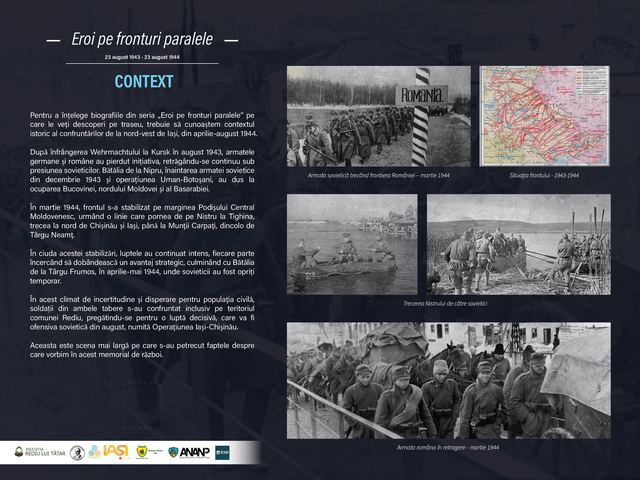 Eroi pe fronturi paralele
23 august 1943 - 23 august 1944
CONTEXT
Pentru a înțelege biografiile din seria „Eroi pe fronturi paralele” pe
care le veți descoperi pe traseu, trebuie să cunoaștem contextul
istoric al confruntărilor de la nord-vest de Iași, din aprilie-august 1944.
După înfrângerea Wehrmachtului la Kursk în august 1943, armatele
germane și române au pierdut inițiativa, retrăgându-se continuu sub
presiunea sovieticilor. Bătălia de la Nipru, înaintarea armatei sovietice
din decembrie 1943 și operațiunea Uman-Botoșani, au dus la
ocuparea Bucovinei, nordului Moldovei și al Basarabiei.
În martie 1944, frontul s-a stabilizat pe marginea Podișului Central
Moldovenesc, urmând o linie care pornea de pe Nistru la Tighina,
trecea la nord de Chișinău și Iași, până la Munții Carpați, dincolo de
Târgu Neamț.
În ciuda acestei stabilizări, luptele au continuat intens, fiecare parte
încercând să dobândească un avantaj strategic, culminând cu Bătălia
de la Târgu Frumos, în aprilie-mai 1944, unde sovieticii au fost opriți
temporar.
În acest climat de incertitudine și disperare pentru populația civilă,
soldații din ambele tabere s-au confruntat inclusiv pe teritoriul
comunei Rediu, pregătindu-se pentru o luptă decisivă, care va fi
ofensiva sovietică din august, numită Operațiunea Iași-Chișinău.
Aceasta este scena mai largă pe care s-au petrecut faptele despre
care vorbim în acest memorial de război.
ROMANIA
Armata sovietică trecând frontiera României – martie 1944
Situația frontului - 1943-1944
Trecerea Nistrului de către sovietici
Armata română în retragere - martie 1944
ASOCIAȚIA
REDIU LUI TĂTAR
IAȘI
ANANP